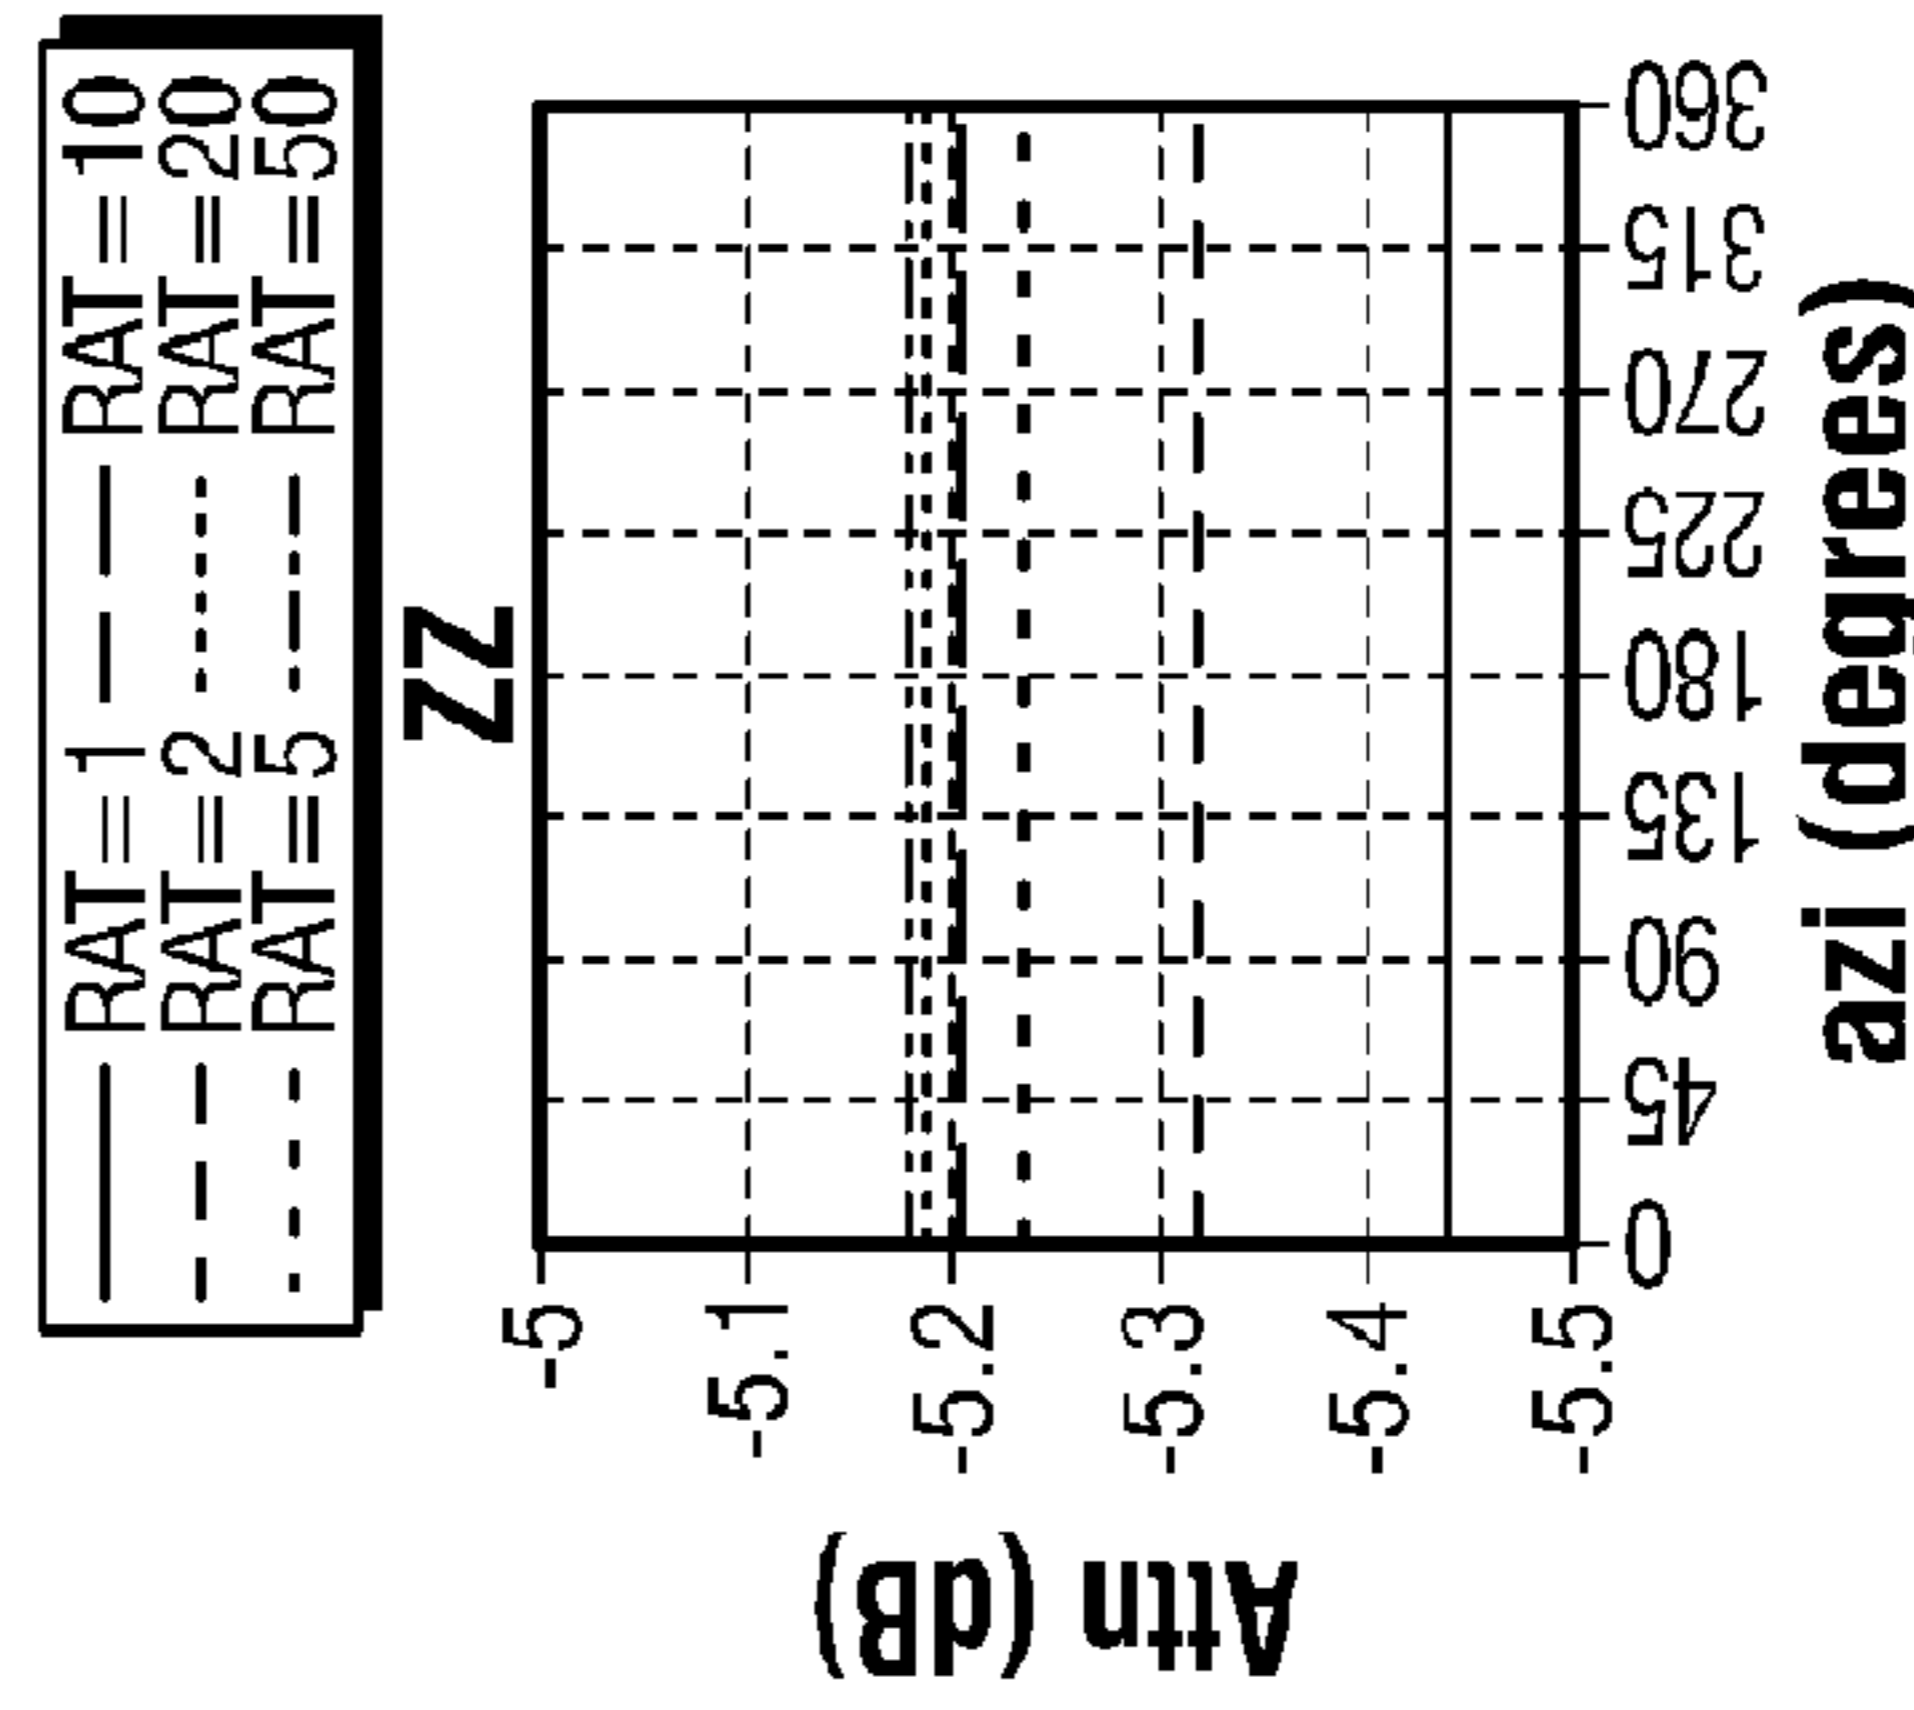 RAT=1 RAT=10
RAT=2 RAT=20
RAT=5 RAT=50
ZZ
Attn (dB)
-5
-5.1
-5.2
-5.3
-5.4
-5.5
0 45 90 135 180 225 270 315 360
azi (degrees)